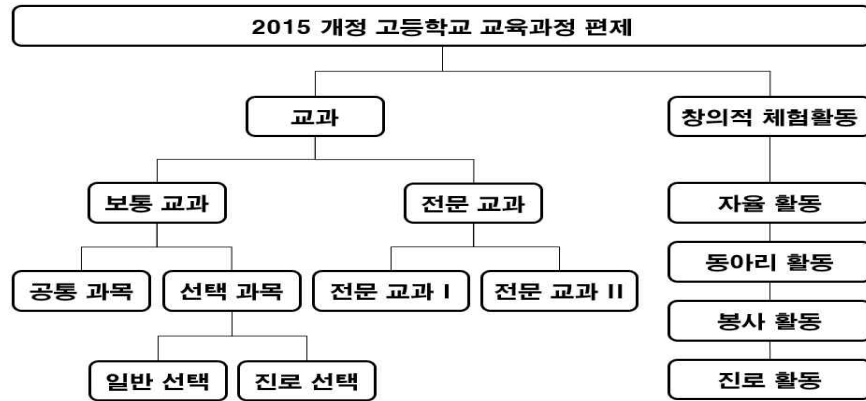 2015 개정 고등학교 교육과정 편제
교과
창의적 체험활동
보통 교과
전문 교과
자율 활동
공통 과목
선택 과목
전문 교과 I
전문 교과 II
동아리 활동
봉사 활동
일반 선택
진로 선택
진로 활동